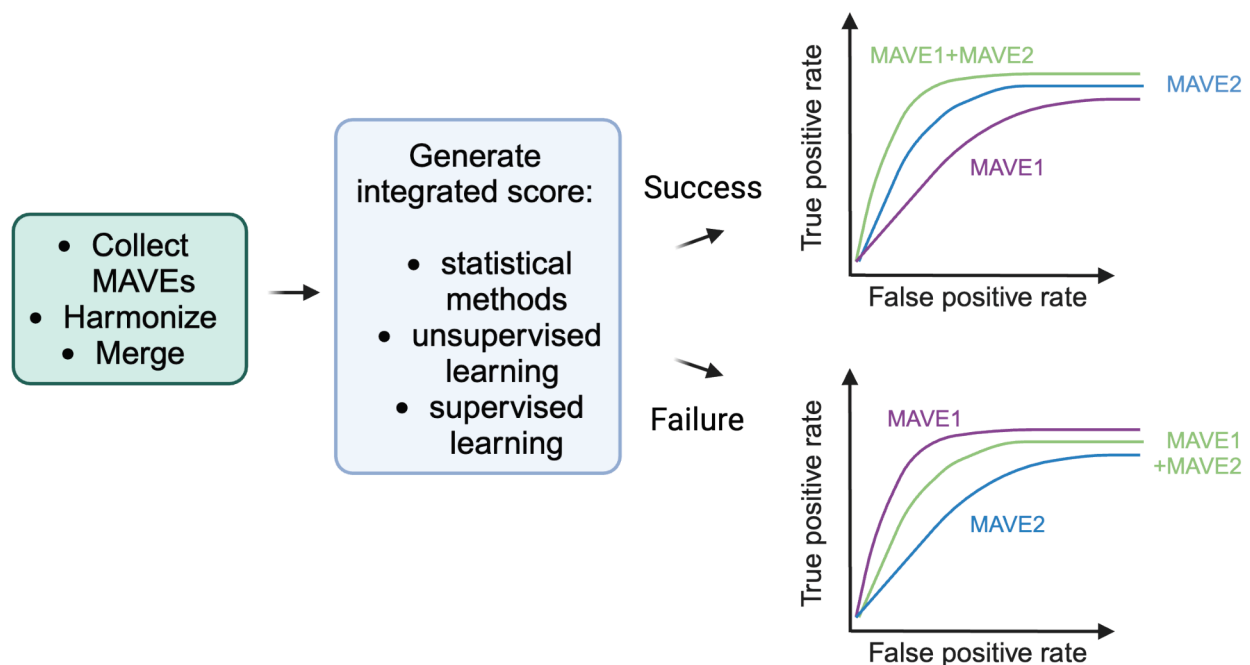 • Collect
MAVEs
• Harmonize
• Merge
Generate
integrated score:
• statistical
methods
• unsupervised
learning
• supervised
learning
Success
Failure
True positive rate
MAVE1+MAVE2
MAVE2
MAVE1
False positive rate
True positive rate
MAVE1
MAVE1
+MAVE2
MAVE2
False positive rate